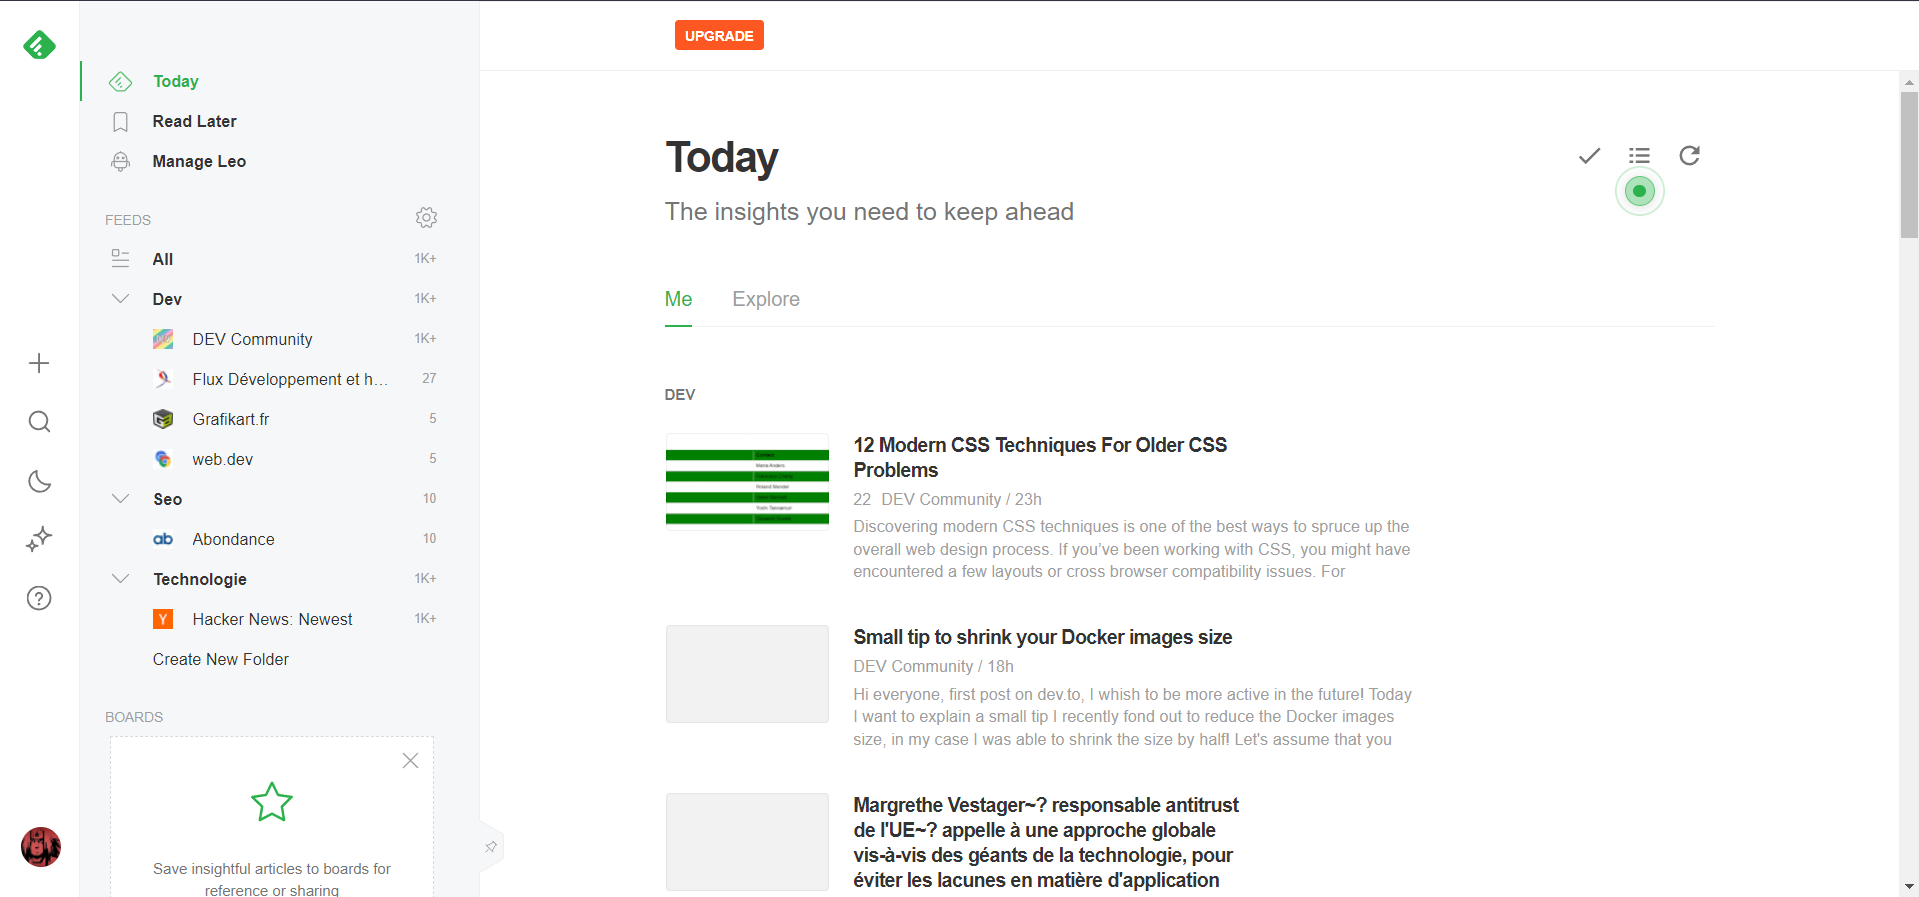 UPGRADE
Today
Read Later
Manage Leo
FEEDS
All 1K+
Dev 1K+
DEV Community 1K+
Flux Développement et h... 27
Grafikart.fr 5
web.dev 5
Seo 10
ab Abondance 10
Technologie 1K+
Y Hacker News: Newest 1K+
Create New Folder
BOARDS
Save insightful articles to boards for
reference or sharing
Today
The insights you need to keep ahead
Me Explore
DEV
12 Modern CSS Techniques For Older CSS
Problems
22 DEV Community / 23h
Discovering modern CSS techniques is one of the best ways to spruce up the
overall web design process. If you’ve been working with CSS, you might have
encountered a few layouts or cross browser compatibility issues. For
Small tip to shrink your Docker images size
DEV Community / 18h
Hi everyone, first post on dev.to, I whish to be more active in the future! Today
I want to explain a small tip I recently fond out to reduce the Docker images
size, in my case I was able to shrink the size by half! Let's assume that you
Margrethe Vestager~? responsable antitrust
de l'UE~? appelle à une approche globale
vis-à-vis des géants de la technologie, pour
éviter les lacunes en matière d'application